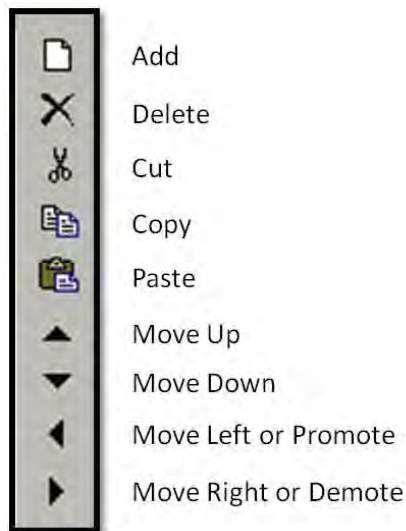 Add
Delete
Cut
Copy
Paste
Move Up
Move Down
Move Left or Promote
Move Right or Demote